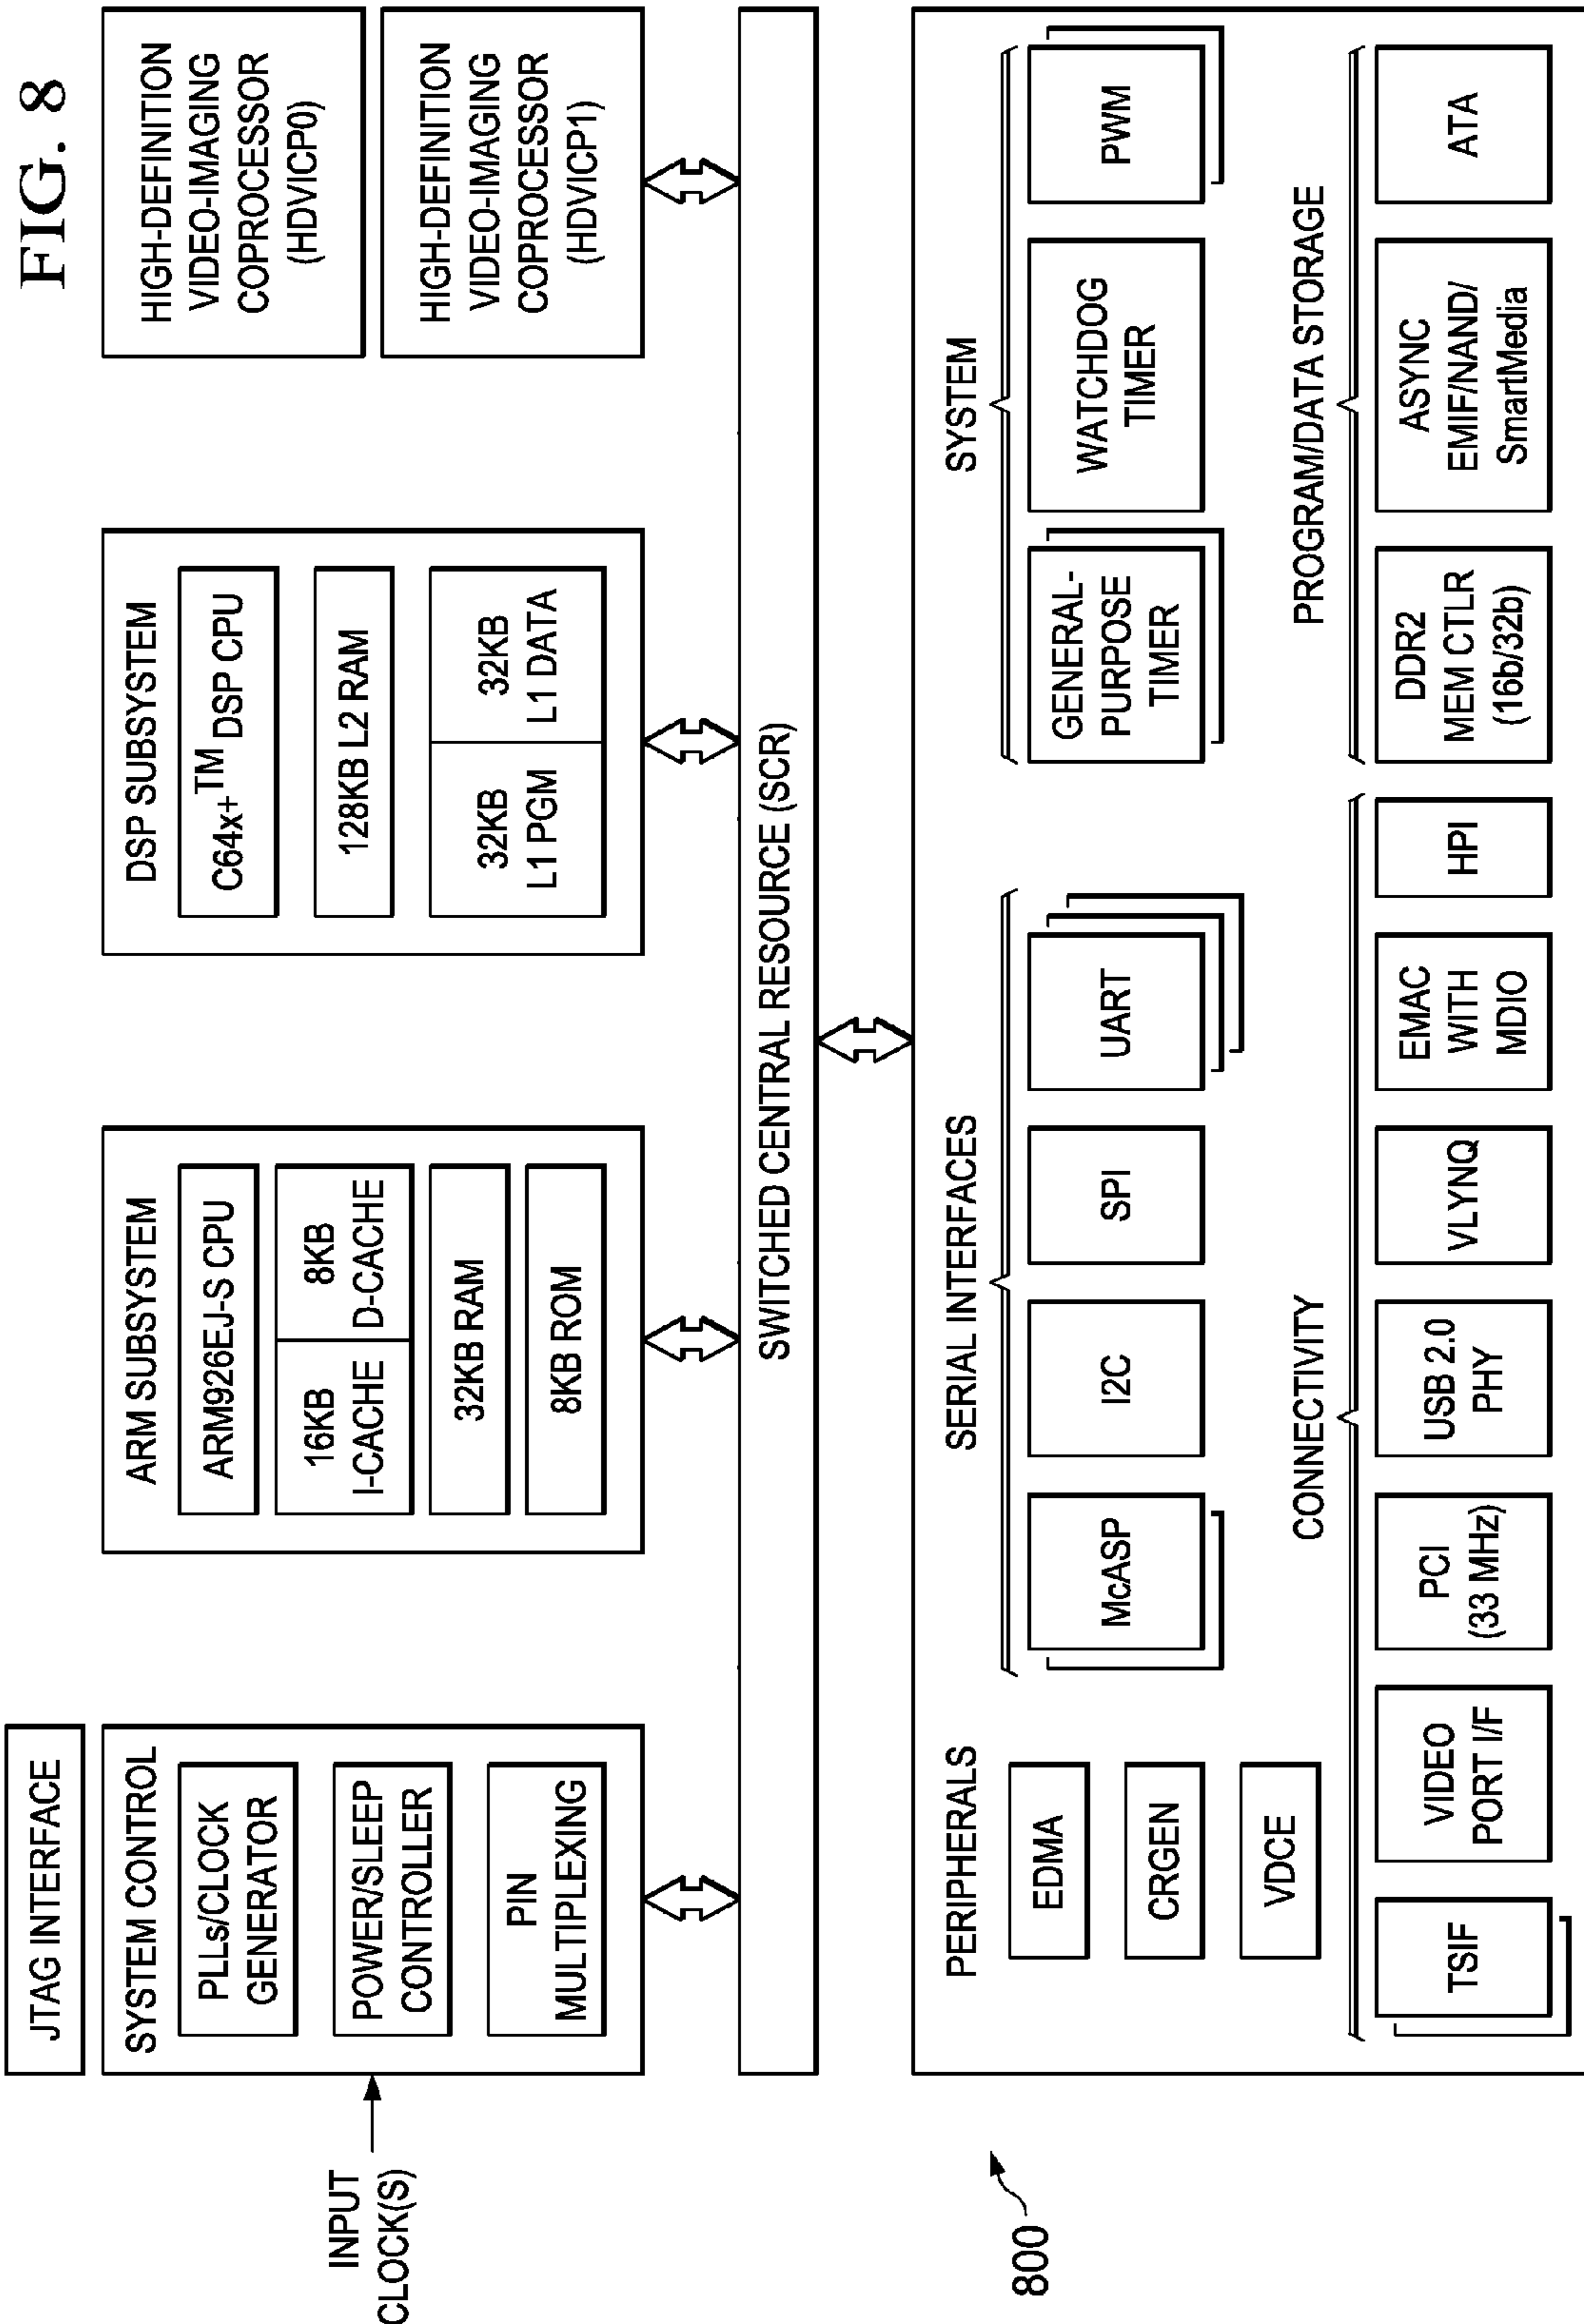 FIG. 8
JTAG INTERFACE
INPUT
CLOCK(S)
SYSTEM CONTROL
PLLs/CLOCK
GENERATOR
POWER/SLEEP
CONTROLLER
PIN
MULTIPLEXING
ARM SUBSYSTEM
ARM926EJ-S CPU
16KB
I-CACHE
8KB
D-CACHE
32KB RAM
8KB ROM
DSP SUBSYSTEM
C64x+TM DSP CPU
128KB L2 RAM
32KB
L1 PGM
32KB
L1 DATA
HIGH-DEFINITION
VIDEO-IMAGING
COPROCESSOR
(HDVICP0)
HIGH-DEFINITION
VIDEO-IMAGING
COPROCESSOR
(HDVICP1)
SWITCHED CENTRAL RESOURCE (SCR)
800
PERIPHERALS
EDMA
CRGEN
VDCE
SERIAL INTERFACES
McASP
I2C
SPI
UART
SYSTEM
GENERAL-
PURPOSE
TIMER
WATCHDOG
TIMER
PWM
CONNECTIVITY
TSIF
VIDEO
PORT I/F
PCI
(33 MHz)
USB 2.0
PHY
VLYNQ
EMAC
WITH
MDIO
HPI
PROGRAM/DATA STORAGE
DDR2
MEM CTLR
(16b/32b)
ASYNC
EMIF/NAND/
SmartMedia
ATA